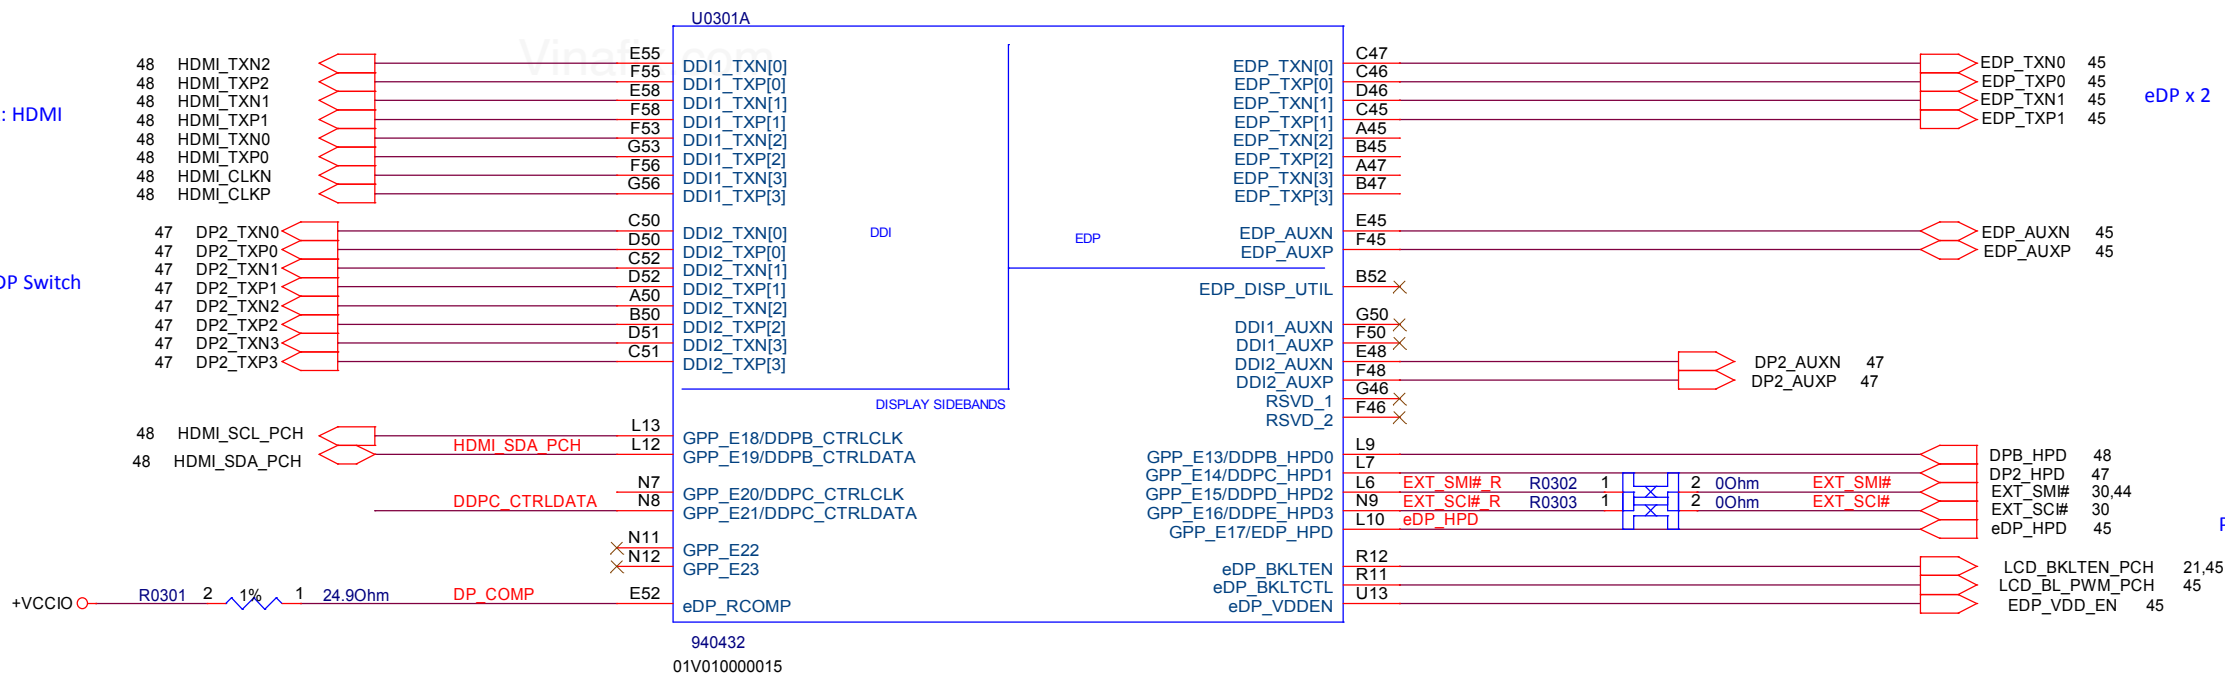 U0301A
Vinafix.com
48 HDMI_TXN2 E55 DDI1_TXN[0] EDP_TXN[0] C47 EDP_TXN0 45
48 HDMI_TXP2 F55 DDI1_TXP[0] EDP_TXP[0] C46 EDP_TXP0 45
48 HDMI_TXN1 E58 DDI1_TXN[1] EDP_TXN[1] D46 EDP_TXN1 45
eDP x 2
48 HDMI_TXP1 F58 DDI1_TXP[1] EDP_TXP[1] C45 EDP_TXP1 45
: HDMI
48 HDMI_TXN0 F53 DDI1_TXN[2] EDP_TXN[2] A45
48 HDMI_TXP0 G53 DDI1_TXP[2] EDP_TXP[2] B45
48 HDMI_CLKN F56 DDI1_TXN[3] EDP_TXN[3] A47
48 HDMI_CLKP G56 DDI1_TXP[3] EDP_TXP[3] B47
47 DP2_TXN0 C50 DDI2_TXN[0] DDI EDP EDP_AUXN E45 EDP_AUXN 45
47 DP2_TXP0 D50 DDI2_TXP[0] EDP_AUXP F45 EDP_AUXP 45
47 DP2_TXN1 C52 DDI2_TXN[1]
DP Switch
47 DP2_TXP1 D52 DDI2_TXP[1] EDP_DISP_UTIL B52
47 DP2_TXN2 A50 DDI2_TXN[2]
47 DP2_TXP2 B50 DDI2_TXP[2] DDI1_AUXN G50
47 DP2_TXN3 D51 DDI2_TXN[3] DDI1_AUXP F50
47 DP2_TXP3 C51 DDI2_TXP[3] DDI2_AUXN E48 DP2_AUXN 47
DDI2_AUXP F48 DP2_AUXP 47
DISPLAY SIDEBANDS RSVD_1 G46
RSVD_2 F46
48 HDMI_SCL_PCH L13 GPP_E18/DDPB_CTRLCLK
48 HDMI_SDA_PCH HDMI_SDA_PCH L12 GPP_E19/DDPB_CTRLDATA GPP_E13/DDPB_HPD0 L9 DPB_HPD 48
GPP_E14/DDPC_HPD1 L7 DP2_HPD 47
N7 GPP_E20/DDPC_CTRLCLK GPP_E15/DDPD_HPD2 L6 EXT_SMI#_R R0302 1 2 0Ohm EXT_SMI# EXT_SMI# 30,44
DDPC_CTRLDATA N8 GPP_E21/DDPC_CTRLDATA GPP_E16/DDPE_HPD3 N9 EXT_SCI#_R R0303 1 2 0Ohm EXT_SCI# EXT_SCI# 30
GPP_E17/EDP_HPD L10 eDP_HPD eDP_HPD 45
N11 GPP_E22
N12 GPP_E23 eDP_BKLTEN R12 LCD_BKLTEN_PCH 21,45
eDP_BKLTCTL R11 LCD_BL_PWM_PCH 45
+VCCIO R0301 2 1% 1 24.9Ohm DP_COMP E52 eDP_RCOMP eDP_VDDEN U13 EDP_VDD_EN 45
940432
01V010000015